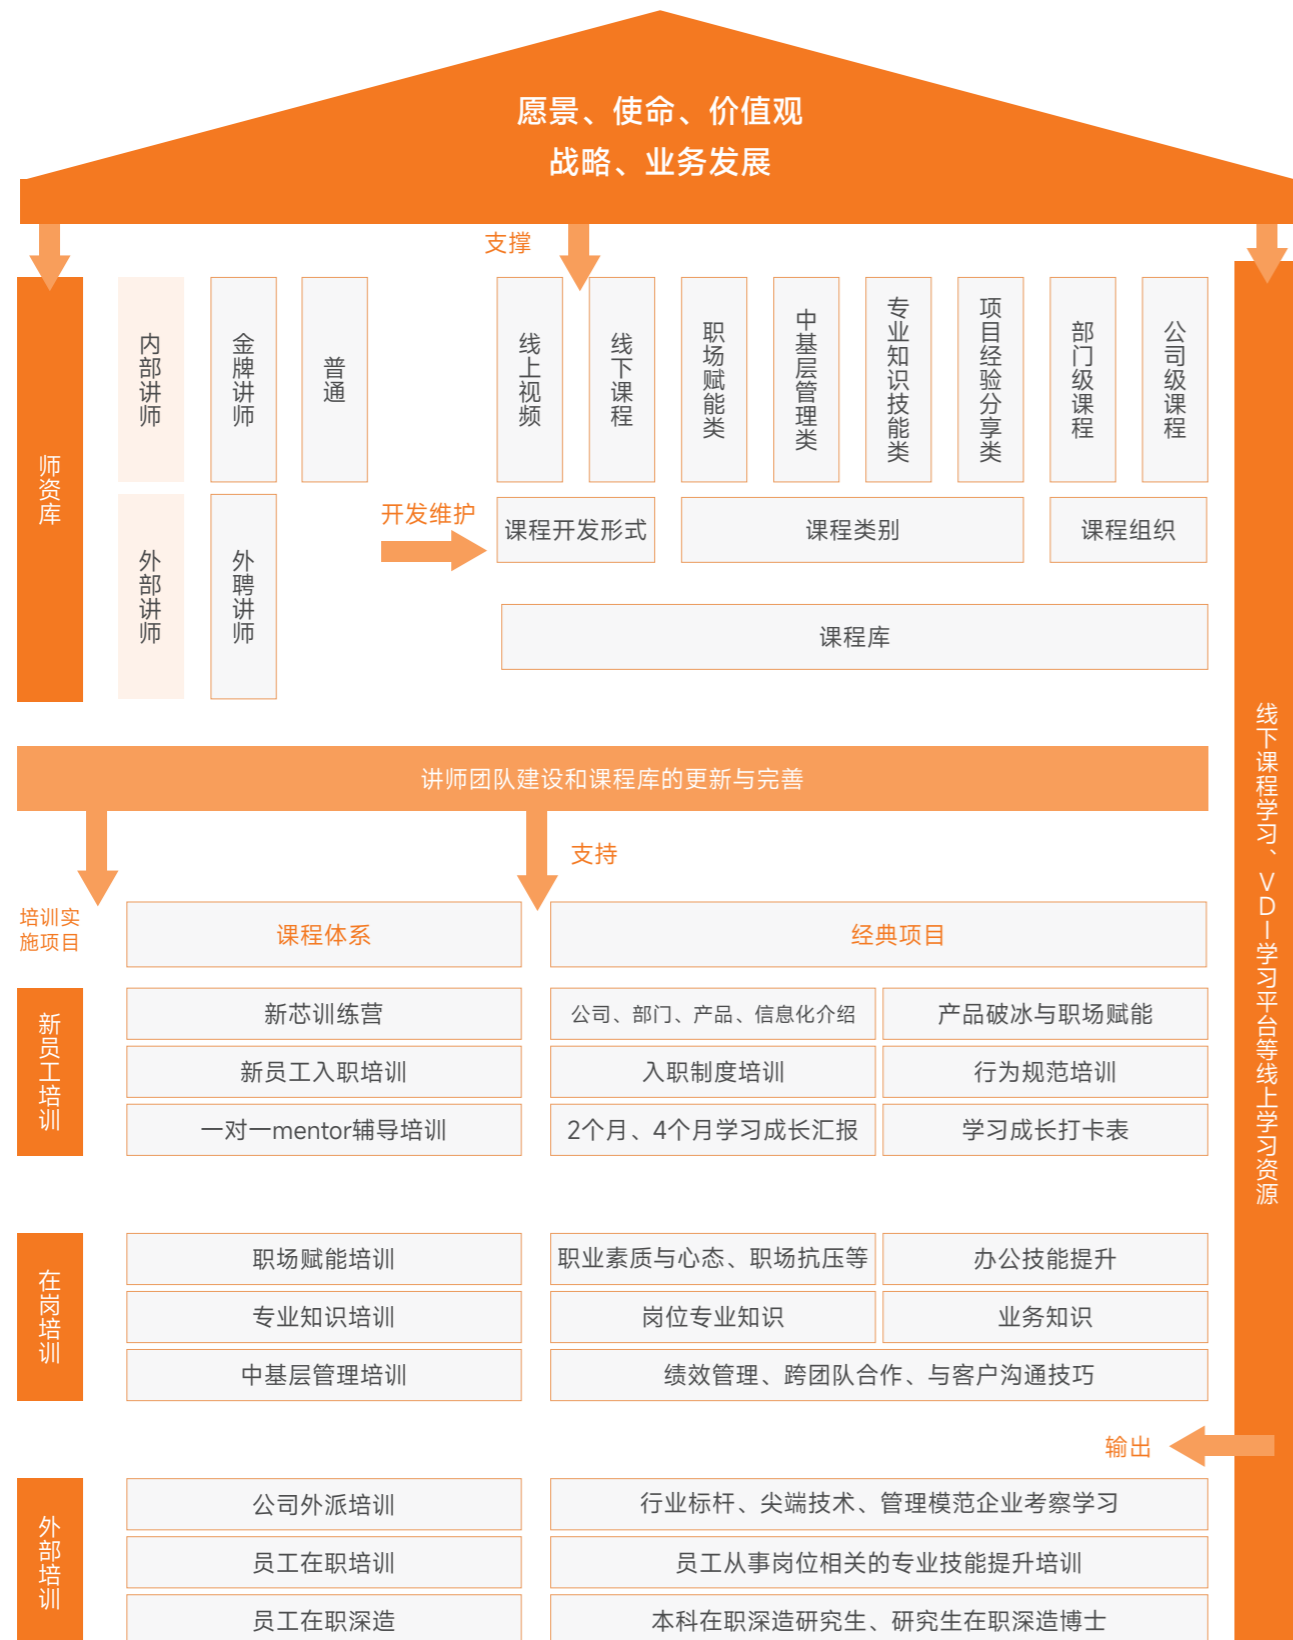 愿景、使命、价值观
战略、业务发展
支撑
师资库
内部讲师
金牌讲师
普通
外部讲师
外聘讲师
开发维护
线上视频
线下课程
职场赋能类
中基层管理类
专业知识技能类
项目经验分享类
部门级课程
公司级课程
课程开发形式
课程类别
课程组织
课程库
线下课程学习、VDI学习平台等线上学习资源
讲师团队建设和课程库的更新与完善
支持
培训实
施项目
课程体系
经典项目
新员工培训
新芯训练营
公司、部门、产品、信息化介绍
产品破冰与职场赋能
新员工入职培训
入职制度培训
行为规范培训
一对一mentor辅导培训
2个月、4个月学习成长汇报
学习成长打卡表
在岗培训
职场赋能培训
职业素质与心态、职场抗压等
办公技能提升
专业知识培训
岗位专业知识
业务知识
中基层管理培训
绩效管理、跨团队合作、与客户沟通技巧
输出
外部培训
公司外派培训
行业标杆、尖端技术、管理模范企业考察学习
员工在职培训
员工从事岗位相关的专业技能提升培训
员工在职深造
本科在职深造研究生、研究生在职深造博士